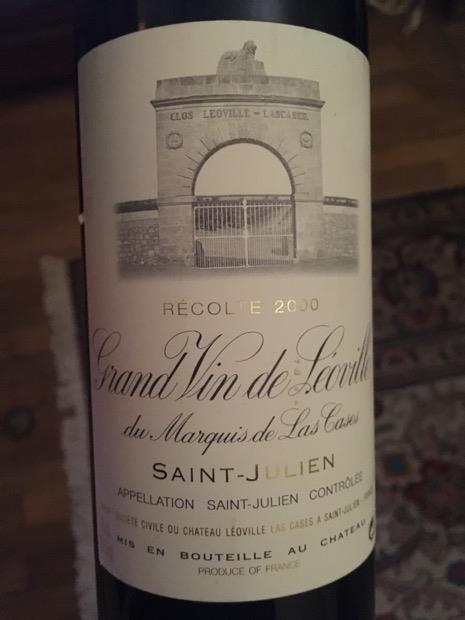 CLOS LEOVILLE-LASCASES
RÉCOLTE 2000
Grand Vin de Léoville
du Marquis de Las Cases
SAINT-JULIEN
APPELLATION SAINT-JULIEN CONTRÔLÉE
CIVILE DU CHATEAU LÉOVILLE LAS CASES A SAINT-JULIEN
MIS EN BOUTEILLE AU CHATEAU
PRODUCE OF FRANCE